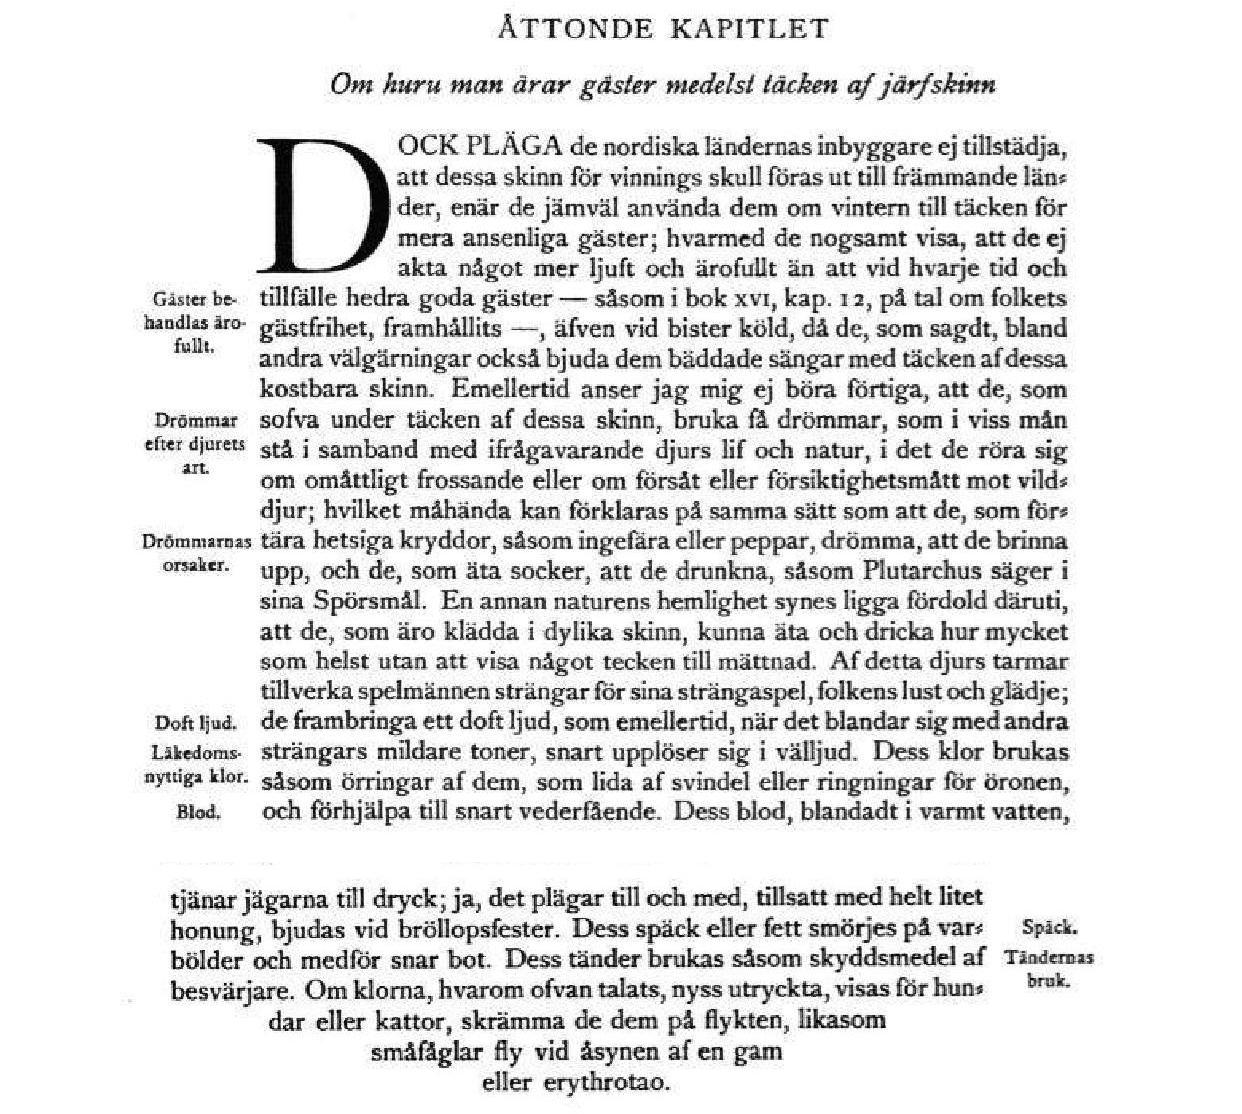 ÅTTONDE KAPITLET
Om huru man ärar gäster medelst täcken af järfskinn
DOCK PLÄGA de nordiska ländernas inbyggare ej tillstädja,
att dessa skinn för vinnings skull föras ut till främmande län⸗
der, enär de jämväl använda dem om vintern till täcken för
mera ansenliga gäster; hvarmed de nogsamt visa, att de ej
akta något mer ljuft och ärofullt än att vid hvarje tid och
Gäster be-
handlas äro-
fullt.
tillfälle hedra goda gäster — såsom i bok XVI, kap. 12, på tal om folkets
gästfrihet, framhållits —, äfven vid bister köld, då de, som sagdt, bland
andra välgärningar också bjuda dem bäddade sängar med täcken af dessa
kostbara skinn. Emellertid anser jag mig ej böra förtiga, att de, som
Drömmar
efter djurets
art.
sofva under täcken af dessa skinn, bruka få drömmar, som i viss mån
stå i samband med ifrågavarande djurs lif och natur, i det de röra sig
om omåttligt frossande eller om försåt eller försiktighetsmått mot vild⸗
djur; hvilket måhända kan förklaras på samma sätt som att de, som för⸗
Drömmarnas
orsaker.
tära hetsiga kryddor, såsom ingefära eller peppar, drömma, att de brinna
upp, och de, som äta socker, att de drunkna, såsom Plutarchus säger i
sina Spörsmål. En annan naturens hemlighet synes ligga fördold däruti,
att de, som äro klädda i dylika skinn, kunna äta och dricka hur mycket
som helst utan att visa något tecken till mättnad. Af detta djurs tarmar
tillverka spelmännen strängar för sina strängaspel, folkens lust och glädje;
Doft ljud.
de frambringa ett doft ljud, som emellertid, när det blandar sig med andra
Läkedoms-
nyttiga klor.
strängars mildare toner, snart upplöser sig i välljud. Dess klor brukas
såsom örringar af dem, som lida af svindel eller ringningar för öronen,
Blod.
och förhjälpa till snart vederfående. Dess blod, blandadt i varmt vatten,
tjänar jägarna till dryck; ja, det plägar till och med, tillsatt med helt litet
honung, bjudas vid bröllopsfester. Dess späck eller fett smörjes på var⸗
Späck.
bölder och medför snar bot. Dess tänder brukas såsom skyddsmedel af
Tändernas
bruk.
besvärjare. Om klorna, hvarom ofvan talats, nyss utryckta, visas för hun⸗
dar eller kattor, skrämma de dem på flykten, likasom
småfåglar fly vid åsynen af en gam
eller erythrotao.